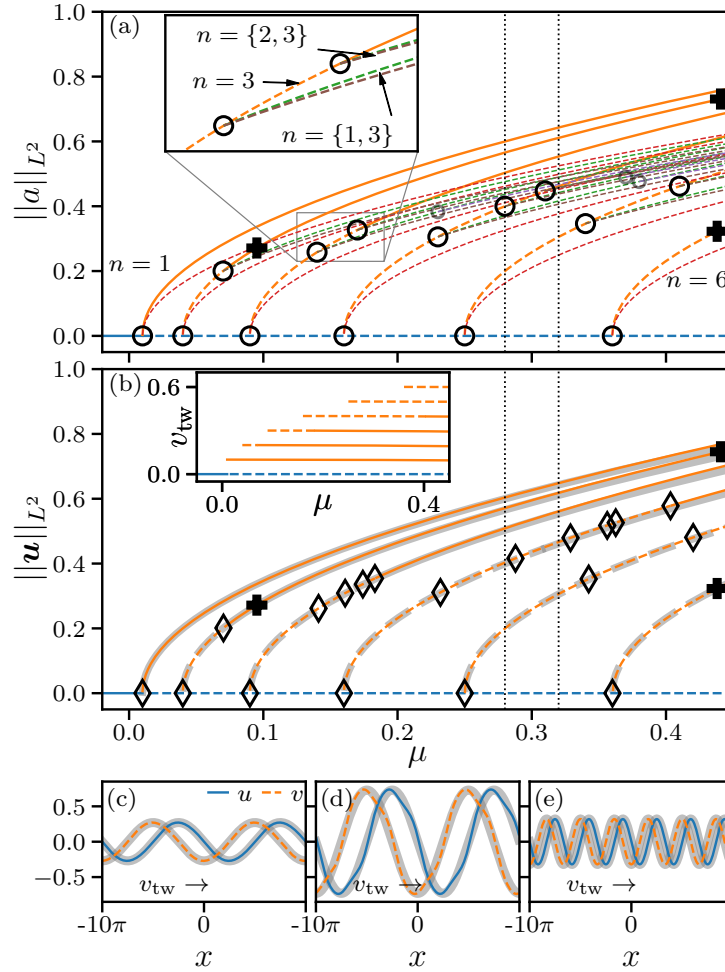 (a)
n = {2, 3}
n = 3
n = {1, 3}
1.0
0.8
0.6
0.4
0.2
0.0
||a||_{L^2}
n = 1
n = 6
(b)
0.6
0.0
v_tw
0.0
0.4
μ
1.0
0.8
0.6
0.4
0.2
0.0
||u||_{L^2}
0.0
0.1
0.2
0.3
0.4
μ
(c)
u
v
(d)
(e)
0.5
0.0
−0.5
v_tw →
v_tw →
v_tw →
-10π
0
-10π
0
-10π
0
x
x
x